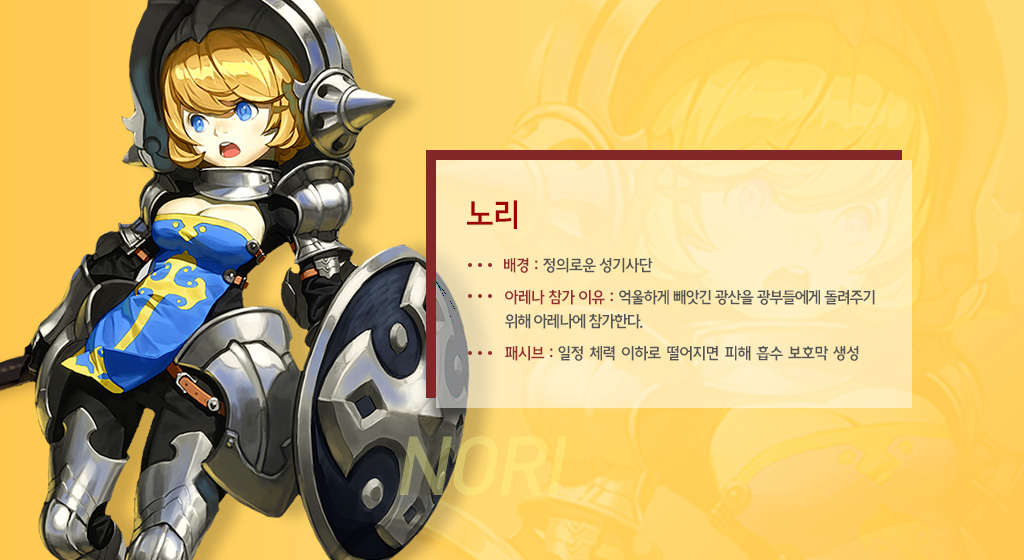 노리
••• 배경 : 정의로운 성기사단
••• 아레나 참가 이유 : 억울하게 빼앗긴 광산을 광부들에게 돌려주기
위해 아레나에 참가한다.
••• 패시브 : 일정 체력 이하로 떨어지면 피해 흡수 보호막 생성
NORI